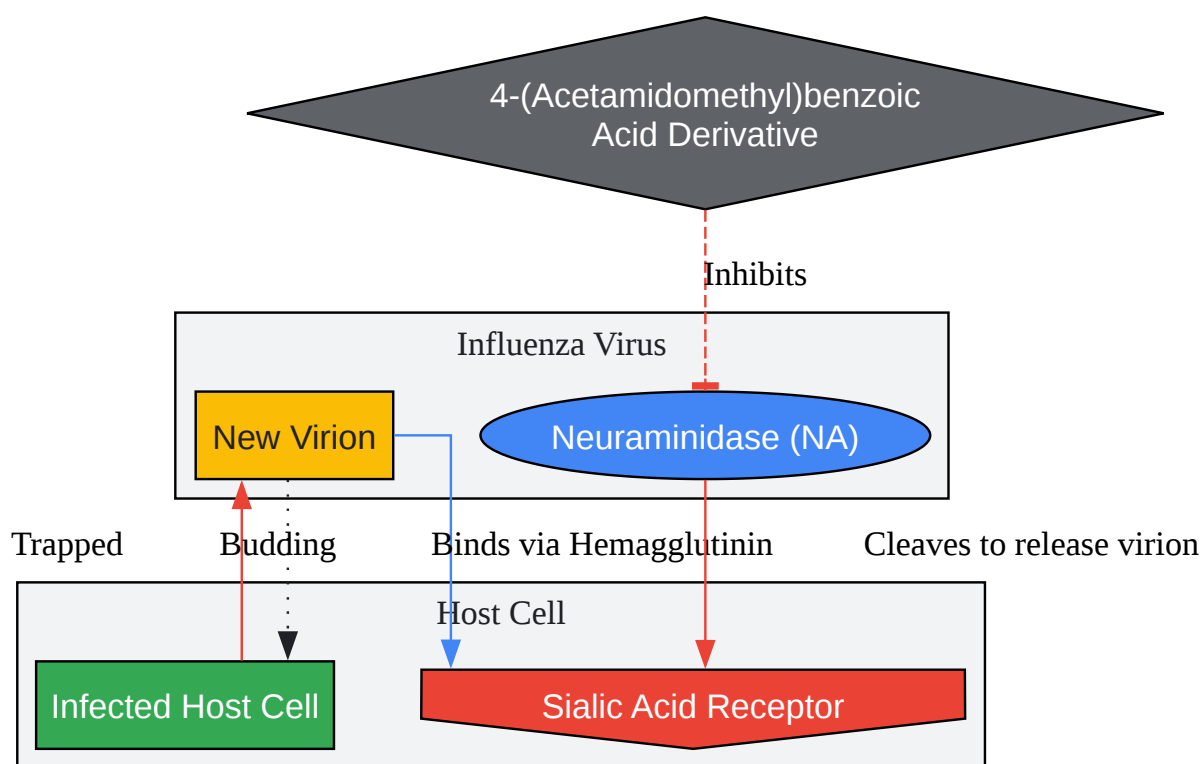 4-(Acetamidomethyl)benzoic
Acid Derivative
Inhibits
Influenza Virus
New Virion
Neuraminidase (NA)
Trapped
Budding
Binds via Hemagglutinin
Cleaves to release virion
Host Cell
Infected Host Cell
Sialic Acid Receptor